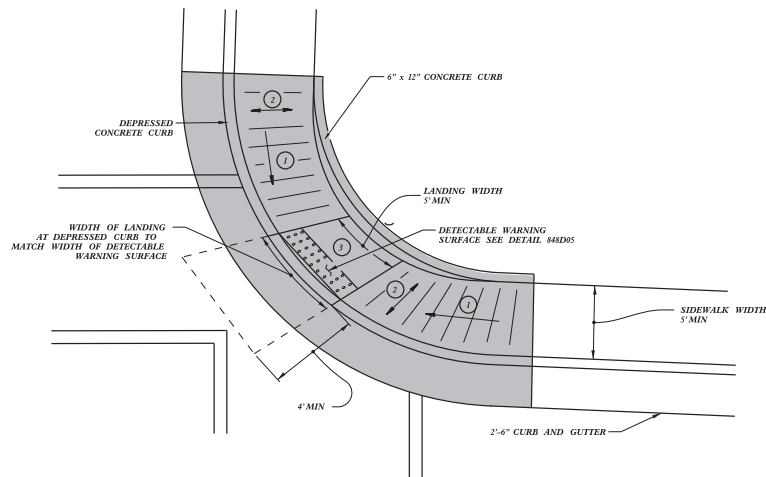 6" x 12" CONCRETE CURB
2
DEPRESSED
CONCRETE CURB
1
LANDING WIDTH
5' MIN
WIDTH OF LANDING
AT DEPRESSED CURB TO
MATCH WIDTH OF DETECTABLE
WARNING SURFACE
DETECTABLE WARNING
SURFACE SEE DETAIL 848D05
3
2
1
SIDEWALK WIDTH
5' MIN
4' MIN
2'-6" CURB AND GUTTER